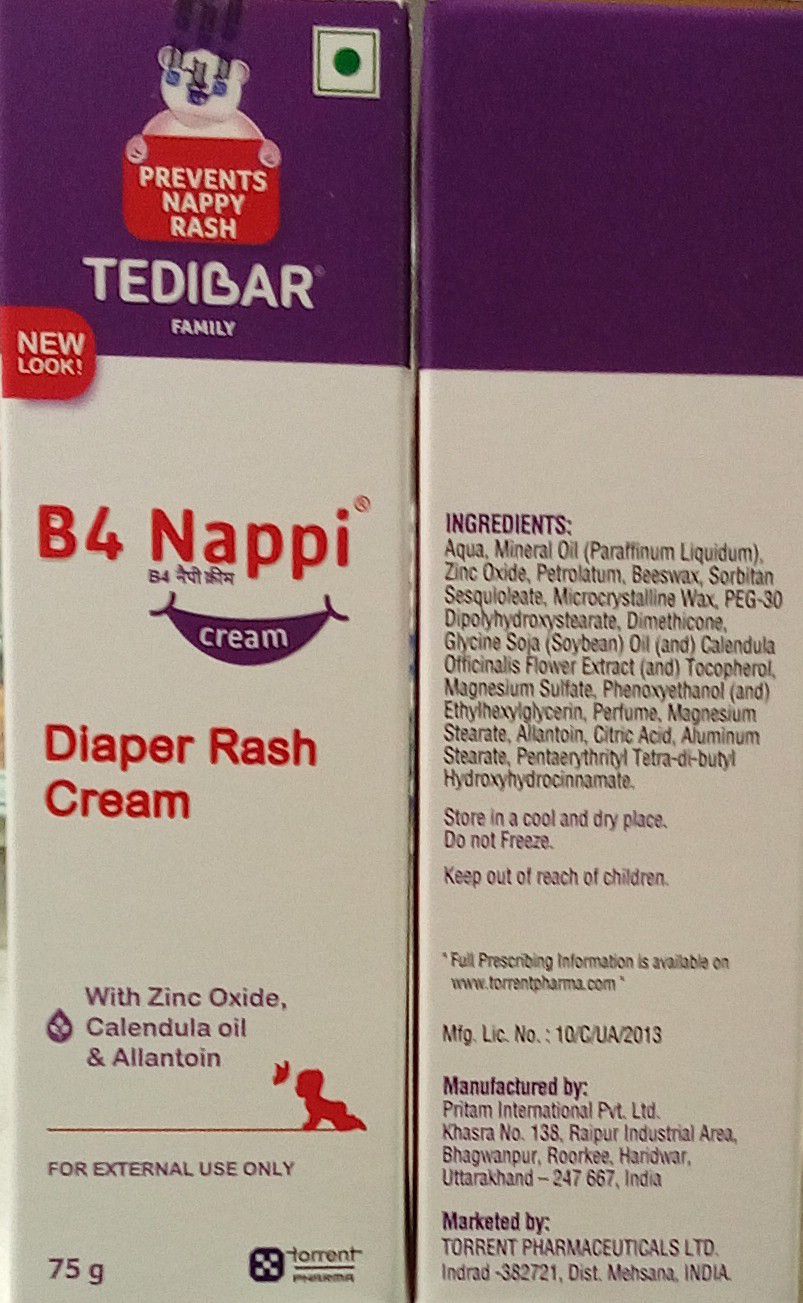 PREVENTS
NAPPY
RASH
TEDIBAR®
FAMILY
NEW
LOOK!
B4 Nappi®
B4 नैपी क्रीम
cream
Diaper Rash
Cream
With Zinc Oxide,
Calendula oil
& Allantoin
FOR EXTERNAL USE ONLY
75 g
torrent
PHARMA
INGREDIENTS:
Aqua, Mineral Oil (Paraffinum Liquidum),
Zinc Oxide, Petrolatum, Beeswax, Sorbitan
Sesquioleate, Microcrystalline Wax, PEG-30
Dipolyhydroxystearate, Dimethicone,
Glycine Soja (Soybean) Oil (and) Calendula
Officinalis Flower Extract (and) Tocopherol,
Magnesium Sulfate, Phenoxyethanol (and)
Ethylhexylglycerin, Perfume, Magnesium
Stearate, Allantoin, Citric Acid, Aluminum
Stearate, Pentaerythrityl Tetra-di-butyl
Hydroxyhydrocinnamate.
Store in a cool and dry place.
Do not Freeze.
Keep out of reach of children.
"Full Prescribing Information is available on
www.torrentpharma.com"
Mfg. Lic. No. : 10/C/UA/2013
Manufactured by:
Pritam International Pvt. Ltd.
Khasra No. 138, Raipur Industrial Area,
Bhagwanpur, Roorkee, Haridwar,
Uttarakhand – 247 667, India
Marketed by:
TORRENT PHARMACEUTICALS LTD.
Indrad -382721, Dist. Mehsana, INDIA.